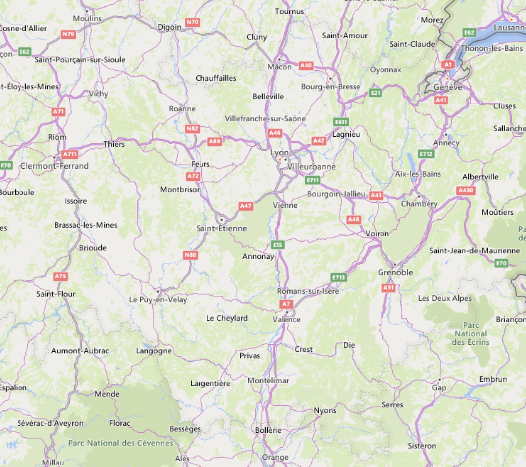 Tournus
Morez
Lausanne
Moulins
N70
Cosne-d'Allier
Digoin
N79
Cluny
Saint-Amour
Saint-Claude
E62
E62
Thonon-les-Bains
Saint-Pourçain-sur-Sioule
Mâcon
A40
A1
Oyonnax
Chauffailles
Bourg-en-Bresse
St-Éloy-les-Mines
Genève
Vichy
Belleville
E21
A41
A71
Roanne
Cluses
Villefranche-sur-Saône
E611
N82
A46
Lagnieu
Sallanches
Riom
Thiers
A89
A42
Annecy
A711
Lyon
E712
E70
Clermont-Ferrand
Feurs
Villeurbanne
A72
E711
Aix-les-Bains
Albertville
Bourboule
Montbrison
Bourgoin-Jallieu
A43
A430
Issoire
A47
Vienne
Chambéry
Brassac-les-Mines
Saint-Étienne
A48
Moûtiers
Voiron
Brioude
E15
Saint-Jean-de-Maurienne
N88
Annonay
E70
A75
E713
Grenoble
Saint-Flour
Le Puy-en-Velay
Romans-sur-Isère
A51
Les Deux Alpes
A7
Le Cheylard
Valence
Briançon
Parc
National
des Écrins
Aumont-Aubrac
Langogne
Privas
Crest
Die
Largentière
Montélimar
Gap
Embrun
Espalion
Mende
Nyons
Serres
Sévérac-d'Aveyron
Florac
Bessèges
Bollène
Parc National des Cévennes
Sisteron
Millau
Alès
Orange